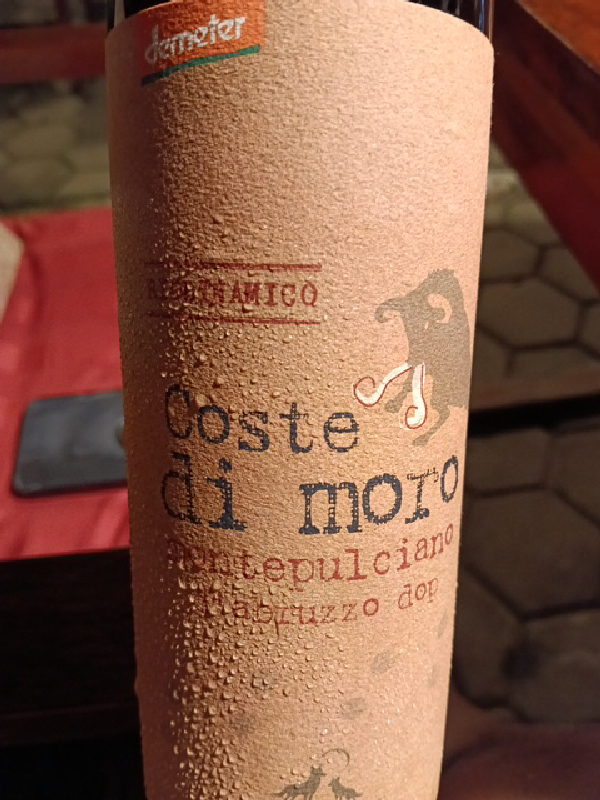 demeter
BIODINAMICO
Coste
di moro
montepulciano
d'abruzzo dop